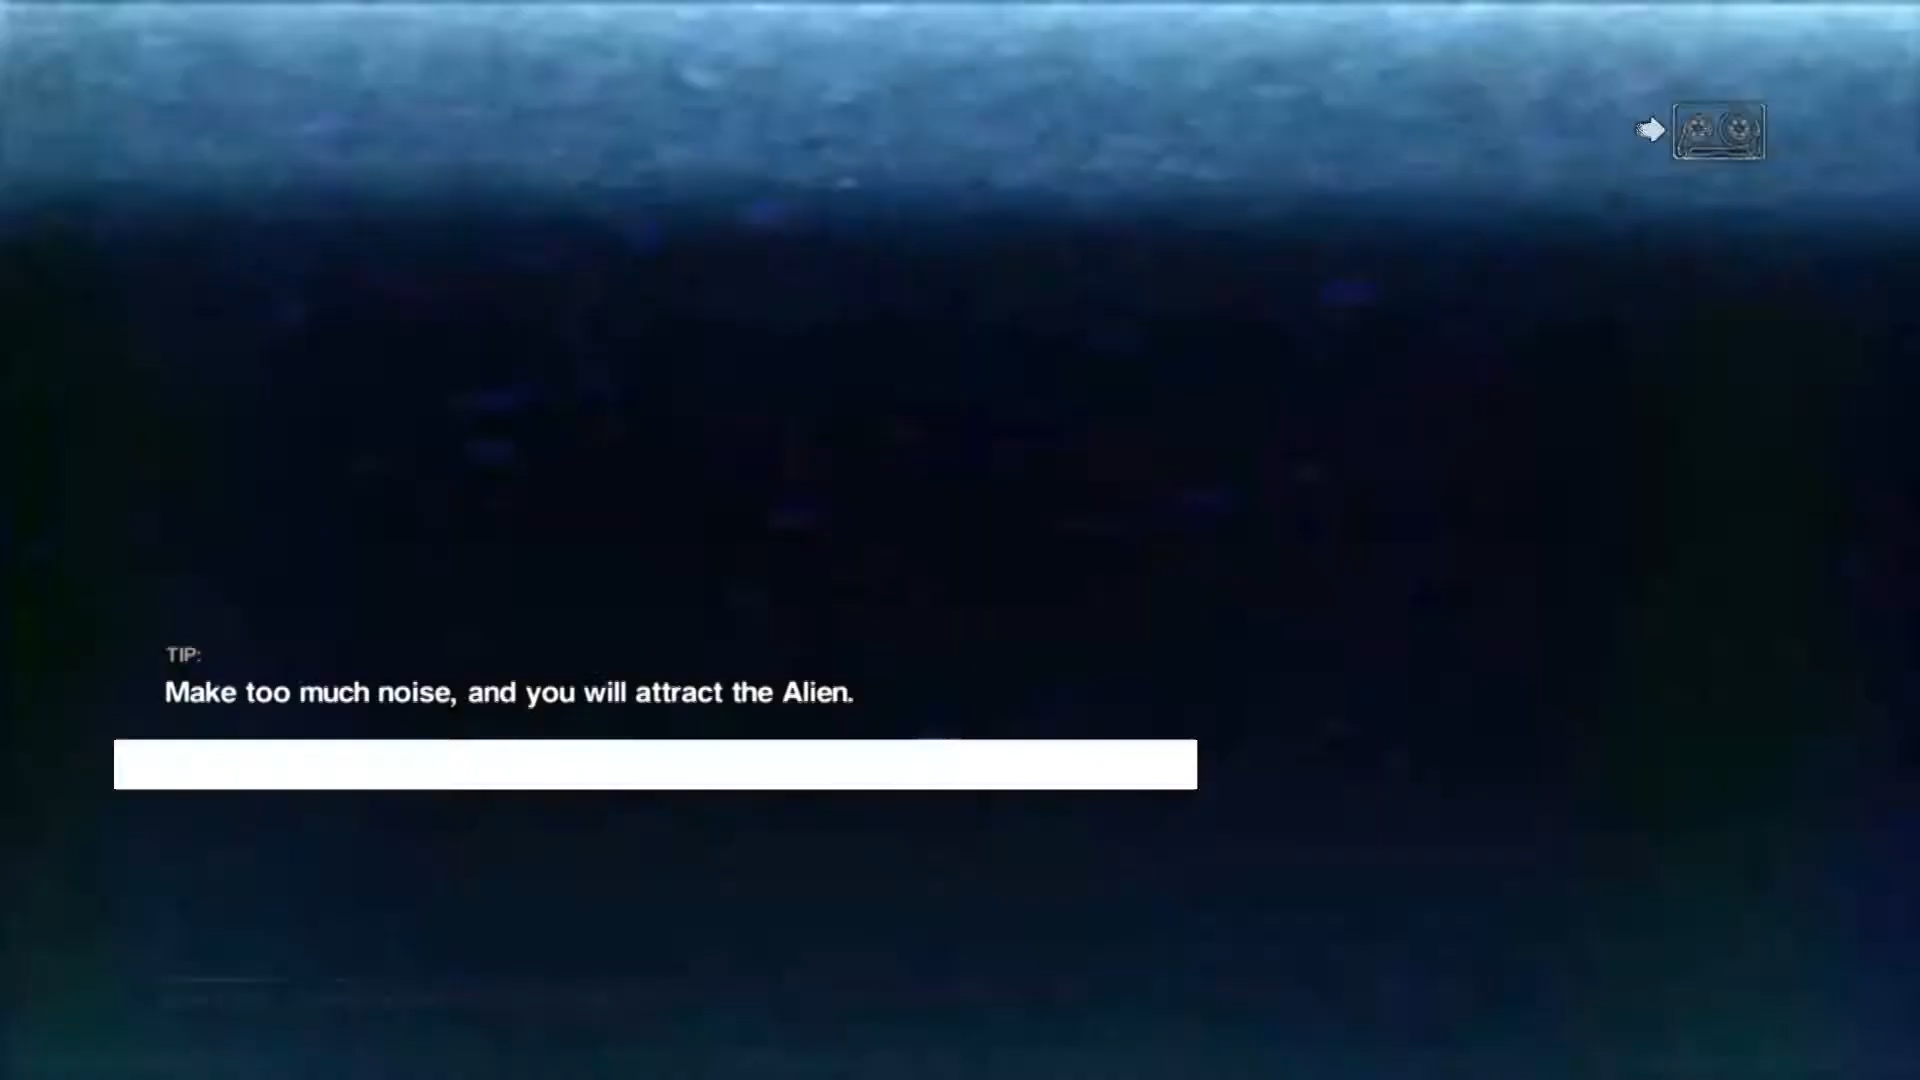 TIP:
Make too much noise, and you will attract the Alien.